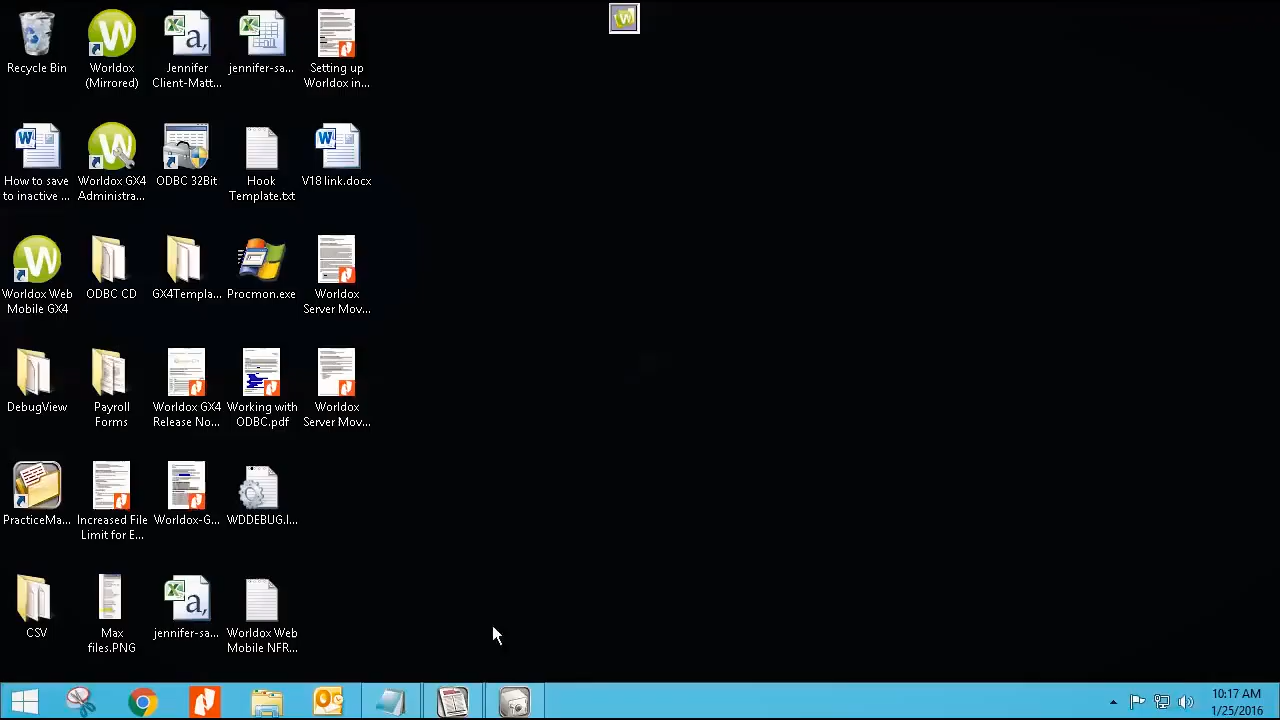 Recycle Bin
Worldox
(Mirrored)
Jennifer
Client-Matt...
jennifer-sa...
Setting up
Worldox in...
How to save
to inactive ...
Worldox GX4
Administra...
ODBC 32Bit
Hook
Template.txt
V18 link.docx
Worldox Web
Mobile GX4
ODBC CD
GX4Templa...
Procmon.exe
Worldox
Server Mov...
DebugView
Payroll
Forms
Worldox GX4
Release No...
Working with
ODBC.pdf
Worldox
Server Mov...
PracticeMa...
Increased File
Limit for E...
Worldox-G...
WDDEBUG.I...
CSV
Max
files.PNG
jennifer-sa...
Worldox Web
Mobile NFR...
10:17 AM
1/25/2016